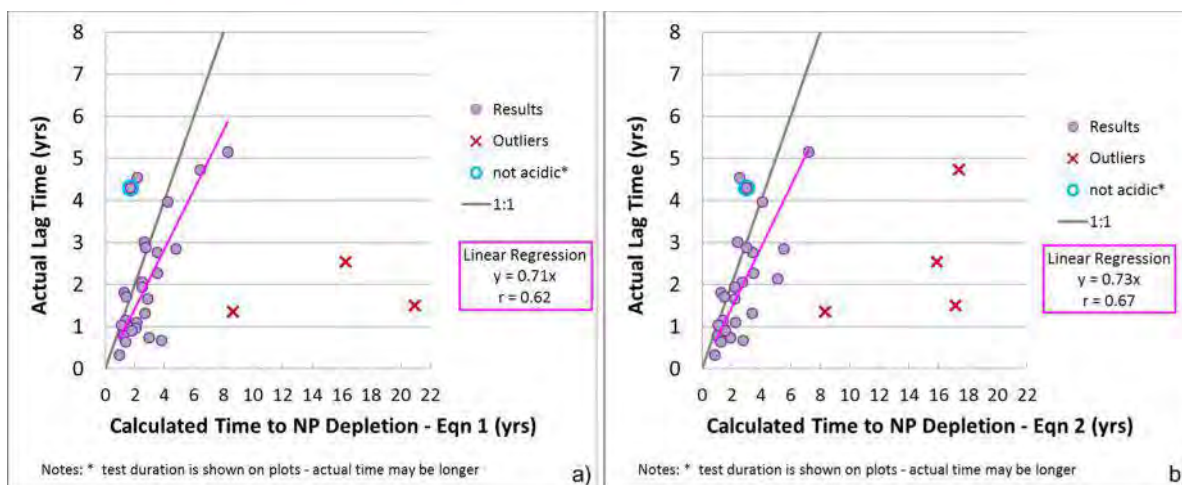 8
7
6
5
4
3
2
1
0
Actual Lag Time (yrs)
0 2 4 6 8 10 12 14 16 18 20 22
Calculated Time to NP Depletion - Eqn 1 (yrs)
Results
Outliers
not acidic*
1:1
Linear Regression
y = 0.71x
r = 0.62
Notes: * test duration is shown on plots - actual time may be longer
a)
8
7
6
5
4
3
2
1
0
Actual Lag Time (yrs)
0 2 4 6 8 10 12 14 16 18 20 22
Calculated Time to NP Depletion - Eqn 2 (yrs)
Results
Outliers
not acidic*
1:1
Linear Regression
y = 0.73x
r = 0.67
Notes: * test duration is shown on plots - actual time may be longer
b